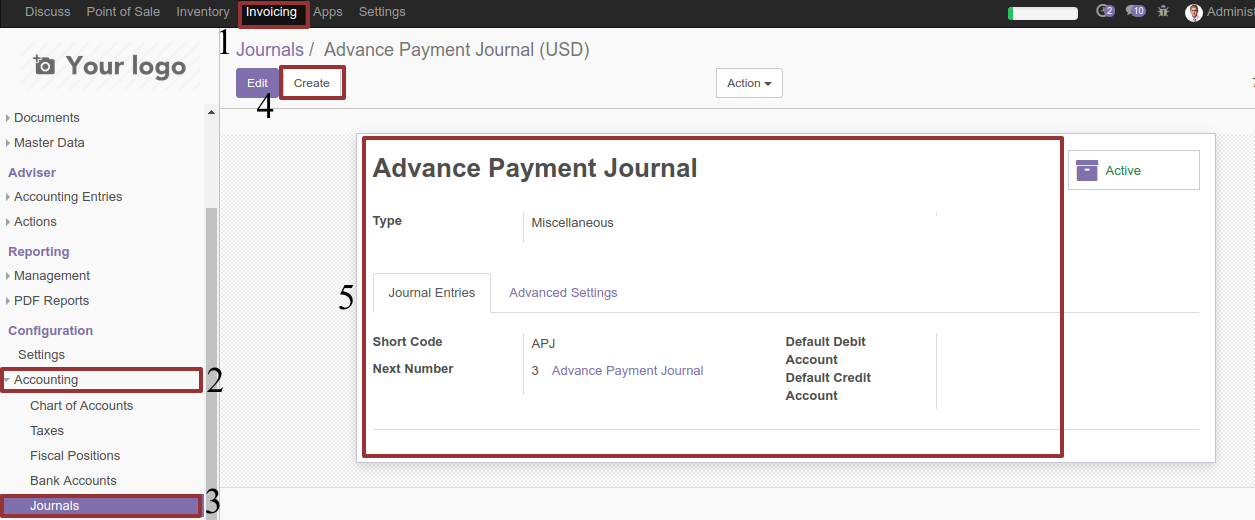 Discuss Point of Sale Inventory Invoicing Apps Settings 2 10 Administ
1 Journals / Advance Payment Journal (USD)
Your logo
Edit Create Action
4
Documents
Master Data
Adviser
Accounting Entries
Actions
Reporting
Management
PDF Reports
Configuration
Settings
Accounting 2
Chart of Accounts
Taxes
Fiscal Positions
Bank Accounts
Journals 3
Advance Payment Journal
Active
Type Miscellaneous
5 Journal Entries Advanced Settings
Short Code APJ
Next Number 3 Advance Payment Journal
Default Debit
Account
Default Credit
Account